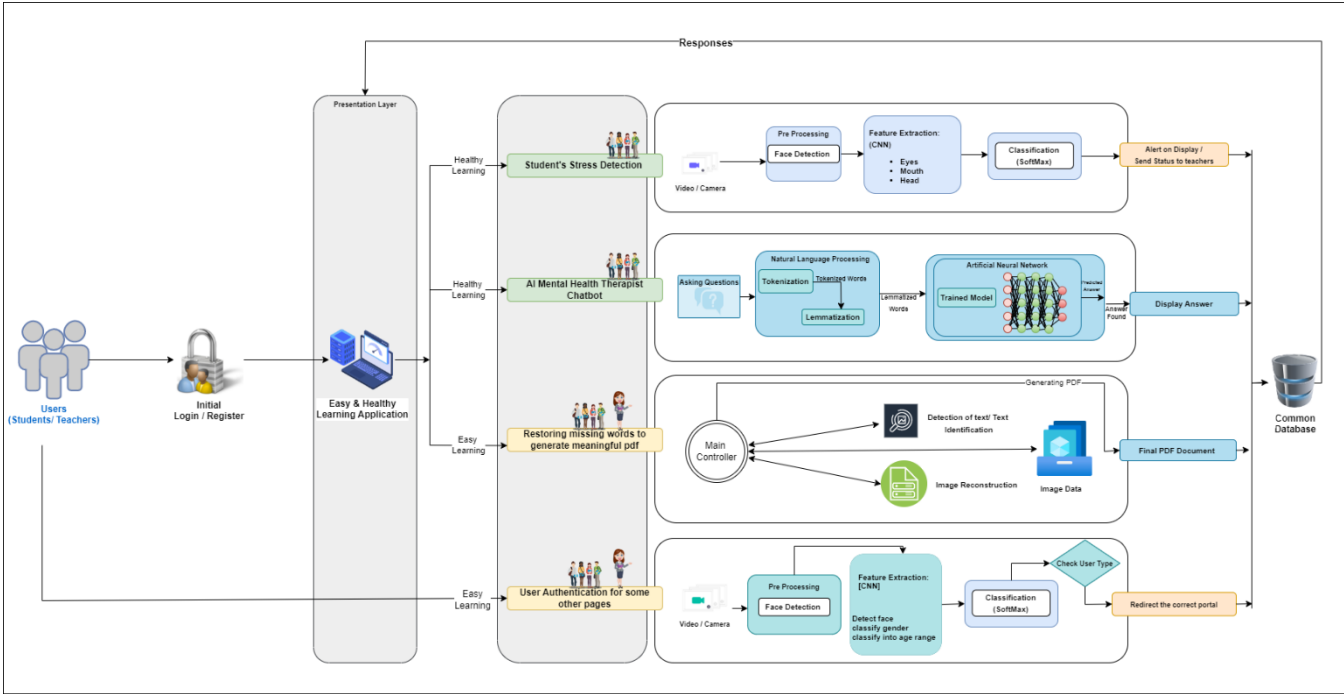 Responses
Presentation Layer
Healthy
Learning
Student's Stress Detection
Video / Camera
Pre Processing
Face Detection
Feature Extraction:
(CNN)
• Eyes
• Mouth
• Head
Classification
(SoftMax)
Alert on Display /
Send Status to teachers
Healthy
Learning
AI Mental Health Therapist
Chatbot
Asking Questions
Natural Language Processing
Tokenization
Tokenized Words
Lemmatization
Lemmatized
Words
Artificial Neural Network
Trained Model
Predicted
Answer
Answer
Found
Display Answer
Users
(Students/ Teachers)
Initial
Login / Register
Easy & Healthy
Learning Application
Common
Database
Easy
Learning
Restoring missing words to
generate meaningful pdf
Generating PDF
Main
Controller
Detection of text/ Text
Identification
Image Reconstruction
Image Data
Final PDF Document
Easy
Learning
User Authentication for some
other pages
Video / Camera
Pre Processing
Face Detection
Feature Extraction:
[CNN]
Detect face
classify gender
classify into age range
Classification
(SoftMax)
Check User Type
Redirect the correct portal